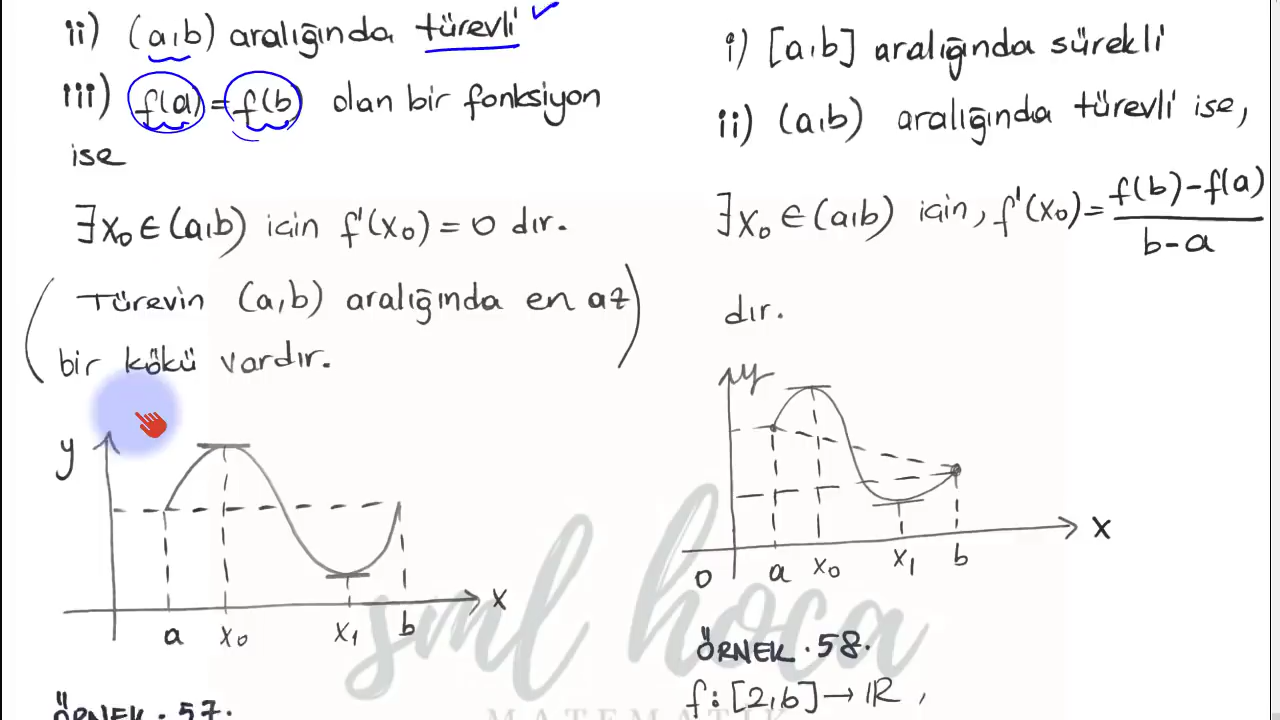 ii) (a,b) aralığında türevli ✓
iii) f(a) = f(b) olan bir fonksiyon
ise
∃x₀ ∈ (a,b) için f'(x₀) = 0 dır.
( Türevin (a,b) aralığında en az
bir kökü vardır. )
y
a x₀ x₁ b x
ÖRNEK . 57.
i) [a,b] aralığında sürekli
ii) (a,b) aralığında türevli ise,
∃x₀ ∈ (a,b) için, f'(x₀) = f(b)-f(a) / b-a
dır.
y
0 a x₀ x₁ b x
ÖRNEK . 58.
f: [2,b] → IR ,
sml hoca
MATEMATİK